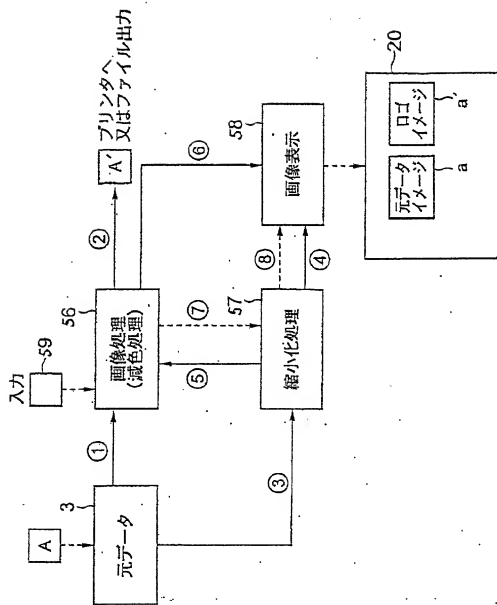 A
3
元データ
①
③
入力
59
56
画像処理
(減色処理)
②
A'
プリンタへ
又はファイル出力
⑤
⑦
⑥
57
縮小化処理
⑧
④
58
画像表示
20
元データ
イメージ
a
ロゴ
イメージ
a'